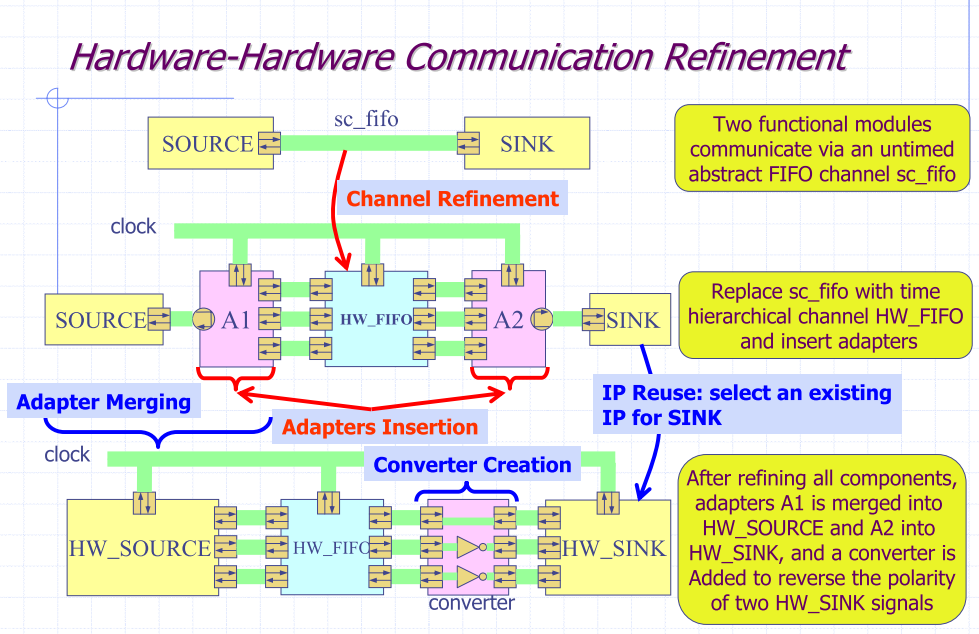 Hardware-Hardware Communication Refinement
sc_fifo
SOURCE
SINK
Two functional modules
communicate via an untimed
abstract FIFO channel sc_fifo
Channel Refinement
clock
SOURCE
A1
HW_FIFO
A2
SINK
Replace sc_fifo with time
hierarchical channel HW_FIFO
and insert adapters
Adapter Merging
Adapters Insertion
IP Reuse: select an existing
IP for SINK
clock
Converter Creation
HW_SOURCE
HW_FIFO
HW_SINK
converter
After refining all components,
adapters A1 is merged into
HW_SOURCE and A2 into
HW_SINK, and a converter is
Added to reverse the polarity
of two HW_SINK signals